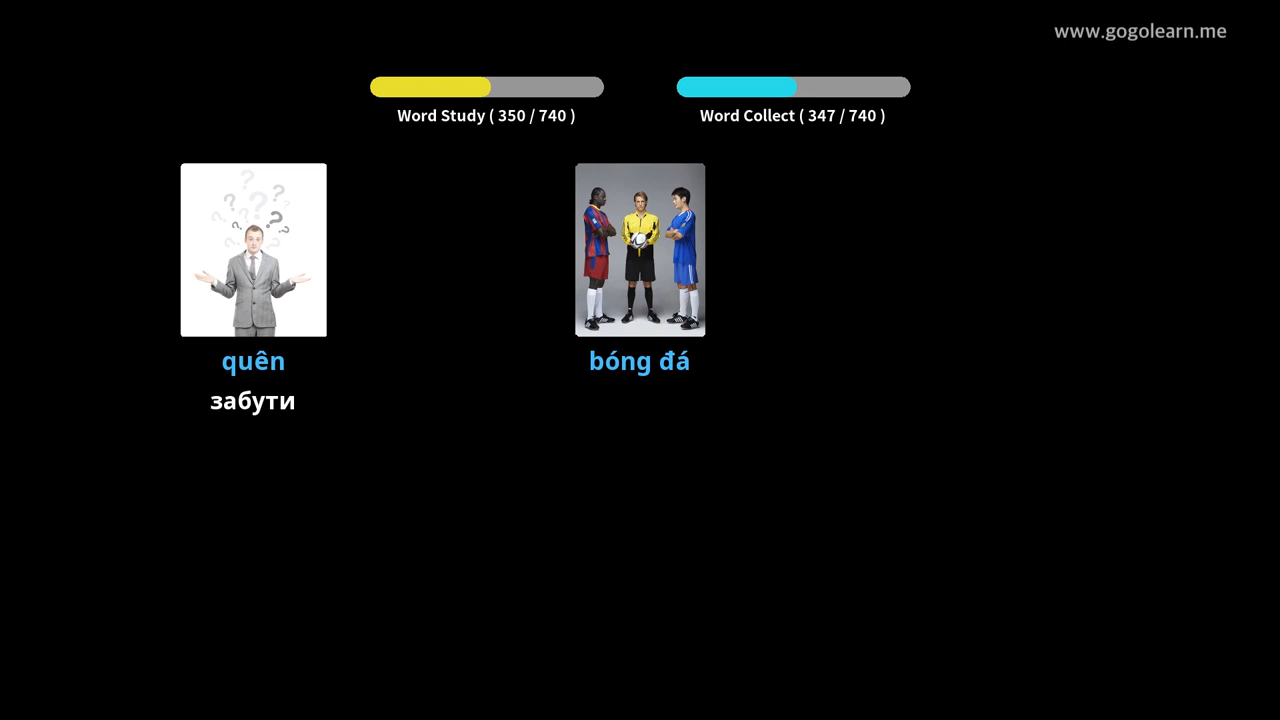 www.gogolearn.me
Word Study ( 350 / 740 )
Word Collect ( 347 / 740 )
quên
bóng đá
забути